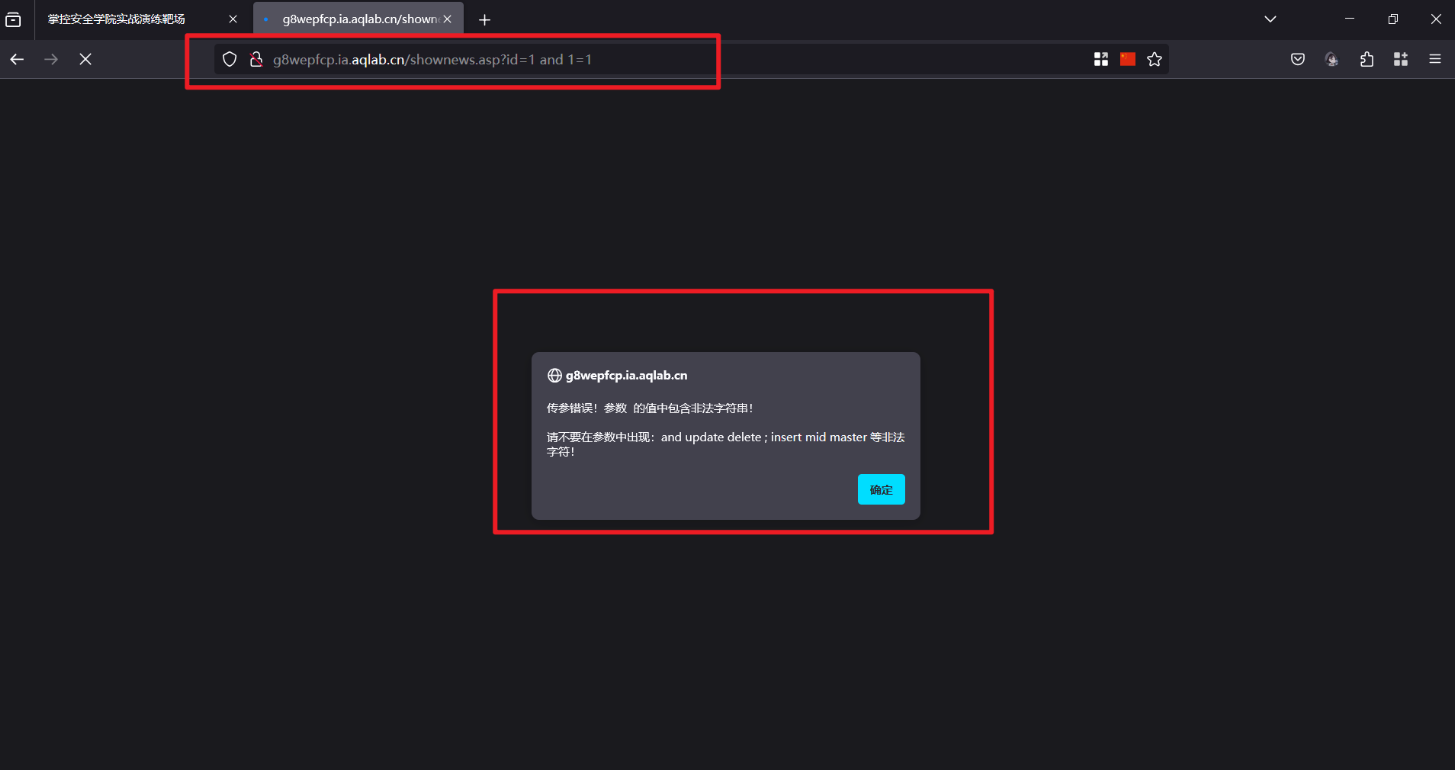 掌控安全学院实战演练靶场
g8wepfcp.ia.aqlab.cn/shown
g8wepfcp.ia.aqlab.cn/shownews.asp?id=1 and 1=1
g8wepfcp.ia.aqlab.cn
传参错误！参数 的值中包含非法字符串！
请不要在参数中出现：and update delete ; insert mid master 等非法
字符！
确定